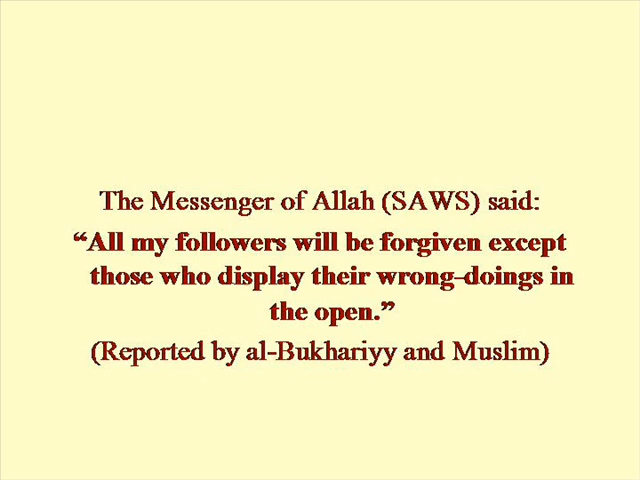 The Messenger of Allah (SAWS) said:
“All my followers will be forgiven except
those who display their wrong-doings in
the open.”
(Reported by al-Bukhariyy and Muslim)